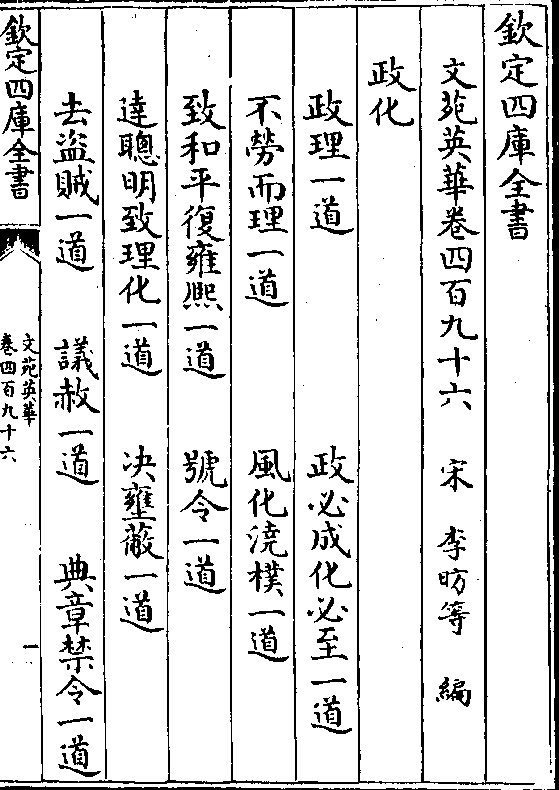 欽定四庫全書
文苑英華卷四百九十六 宋 李昉等 編
政化
政理一道 政必成化必至一道
不勞而理一道 風化澆樸一道
致和平復雍熙一道 號令一道
達聰明致理化一道 决壅蔽一道
去盜賊一道 議赦一道 典章禁令一道
欽定四庫全書
文苑英華
卷四百九十六
一